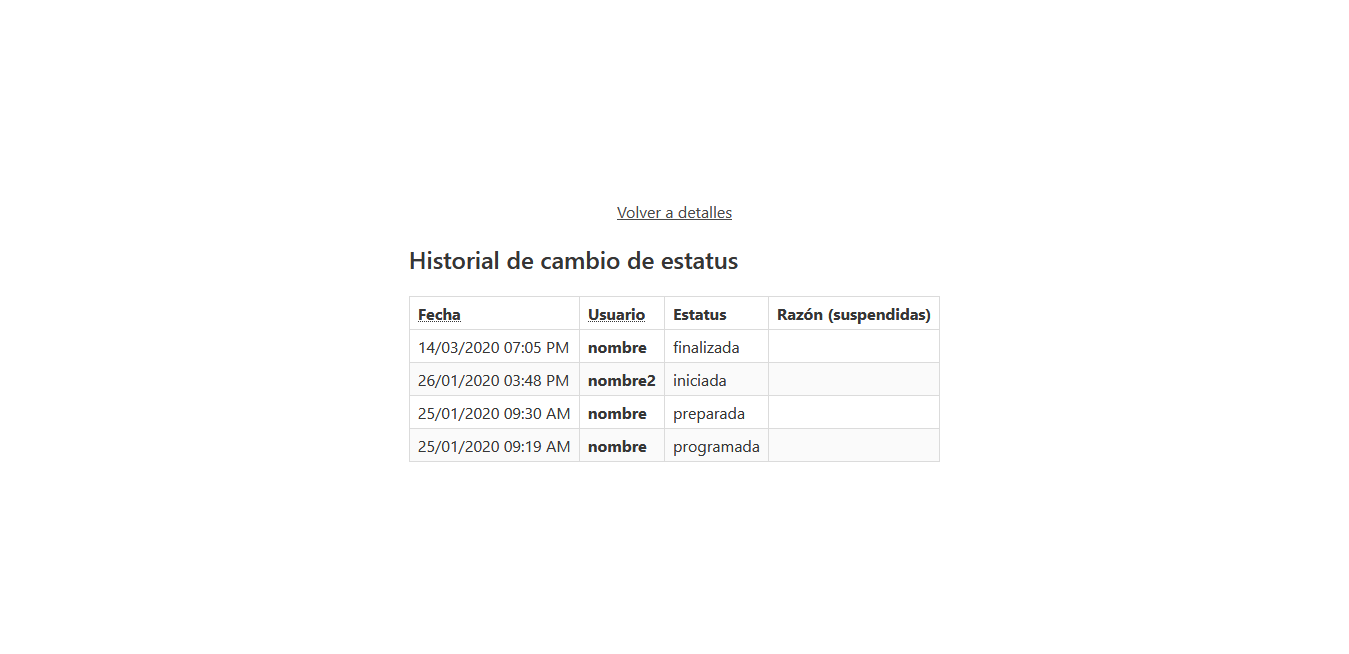 Volver a detalles
Historial de cambio de estatus
Fecha Usuario Estatus Razón (suspendidas)
14/03/2020 07:05 PM nombre finalizada
26/01/2020 03:48 PM nombre2 iniciada
25/01/2020 09:30 AM nombre preparada
25/01/2020 09:19 AM nombre programada